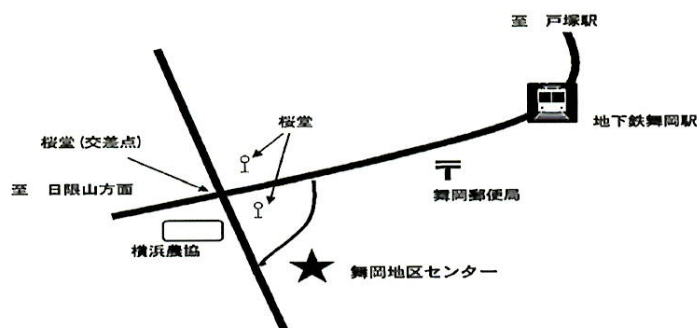 至　戸塚駅
地下鉄舞岡駅
桜堂
桜堂(交差点)
至　日限山方面
舞岡郵便局
横浜農協
舞岡地区センター